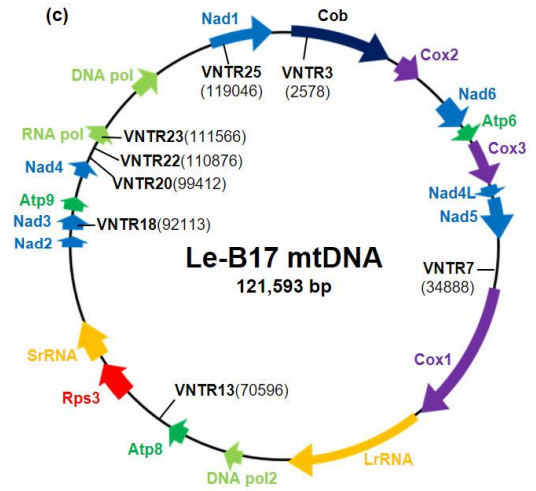 (c)
Nad1
Cob
Cox2
DNA pol
VNTR25
(119046)
VNTR3
(2578)
Nad6
Atp6
RNA pol
VNTR23(111566)
Cox3
VNTR22(110876)
Nad4
VNTR20(99412)
Nad4L
Atp9
Nad5
Nad3
VNTR18(92113)
Nad2
Le-B17 mtDNA
121,593 bp
VNTR7
(34888)
SrRNA
Cox1
Rps3
VNTR13(70596)
Atp8
LrRNA
DNA pol2